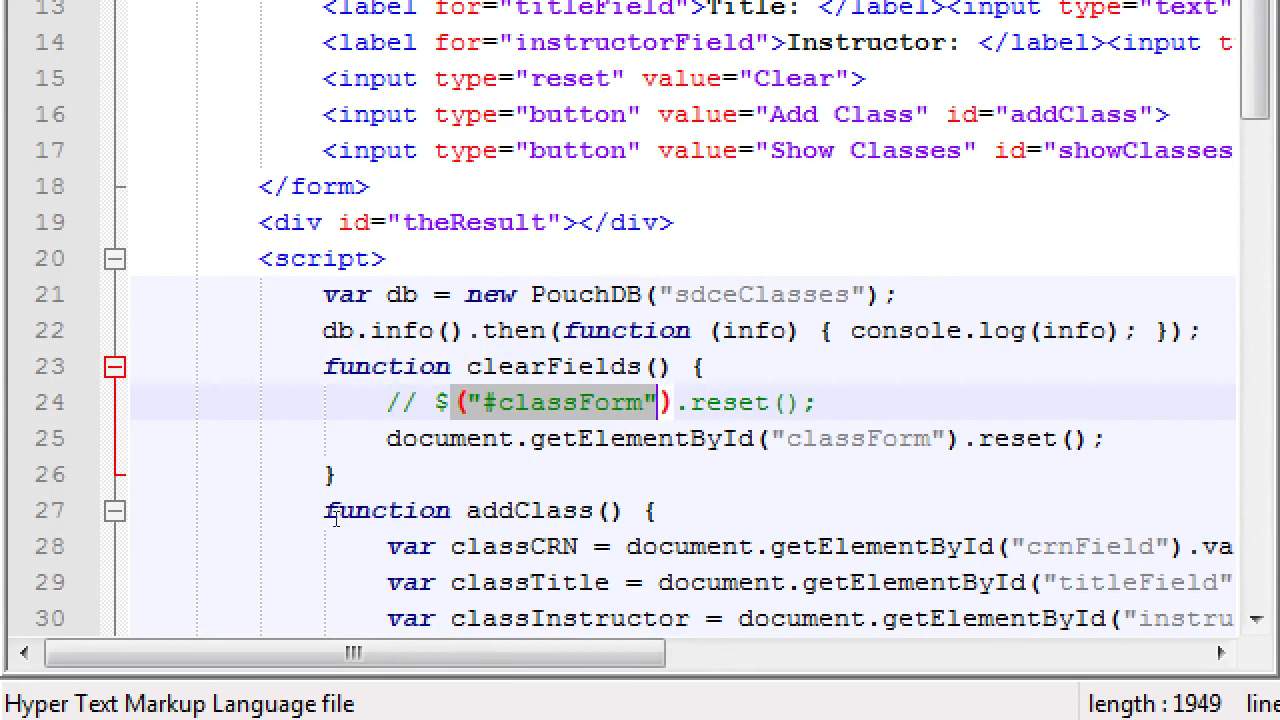 13 <label for="titleField">Title: </label><input type="text"
14 <label for="instructorField">Instructor: </label><input t
15 <input type="reset" value="Clear">
16 <input type="button" value="Add Class" id="addClass">
17 <input type="button" value="Show Classes" id="showClasses
18 </form>
19 <div id="theResult"></div>
20 <script>
21 var db = new PouchDB("sdceClasses");
22 db.info().then(function (info) { console.log(info); });
23 function clearFields() {
24 // $("#classForm").reset();
25 document.getElementById("classForm").reset();
26 }
27 function addClass() {
28 var classCRN = document.getElementById("crnField").va
29 var classTitle = document.getElementById("titleField"
30 var classInstructor = document.getElementById("instru
Hyper Text Markup Language file length : 1949 line